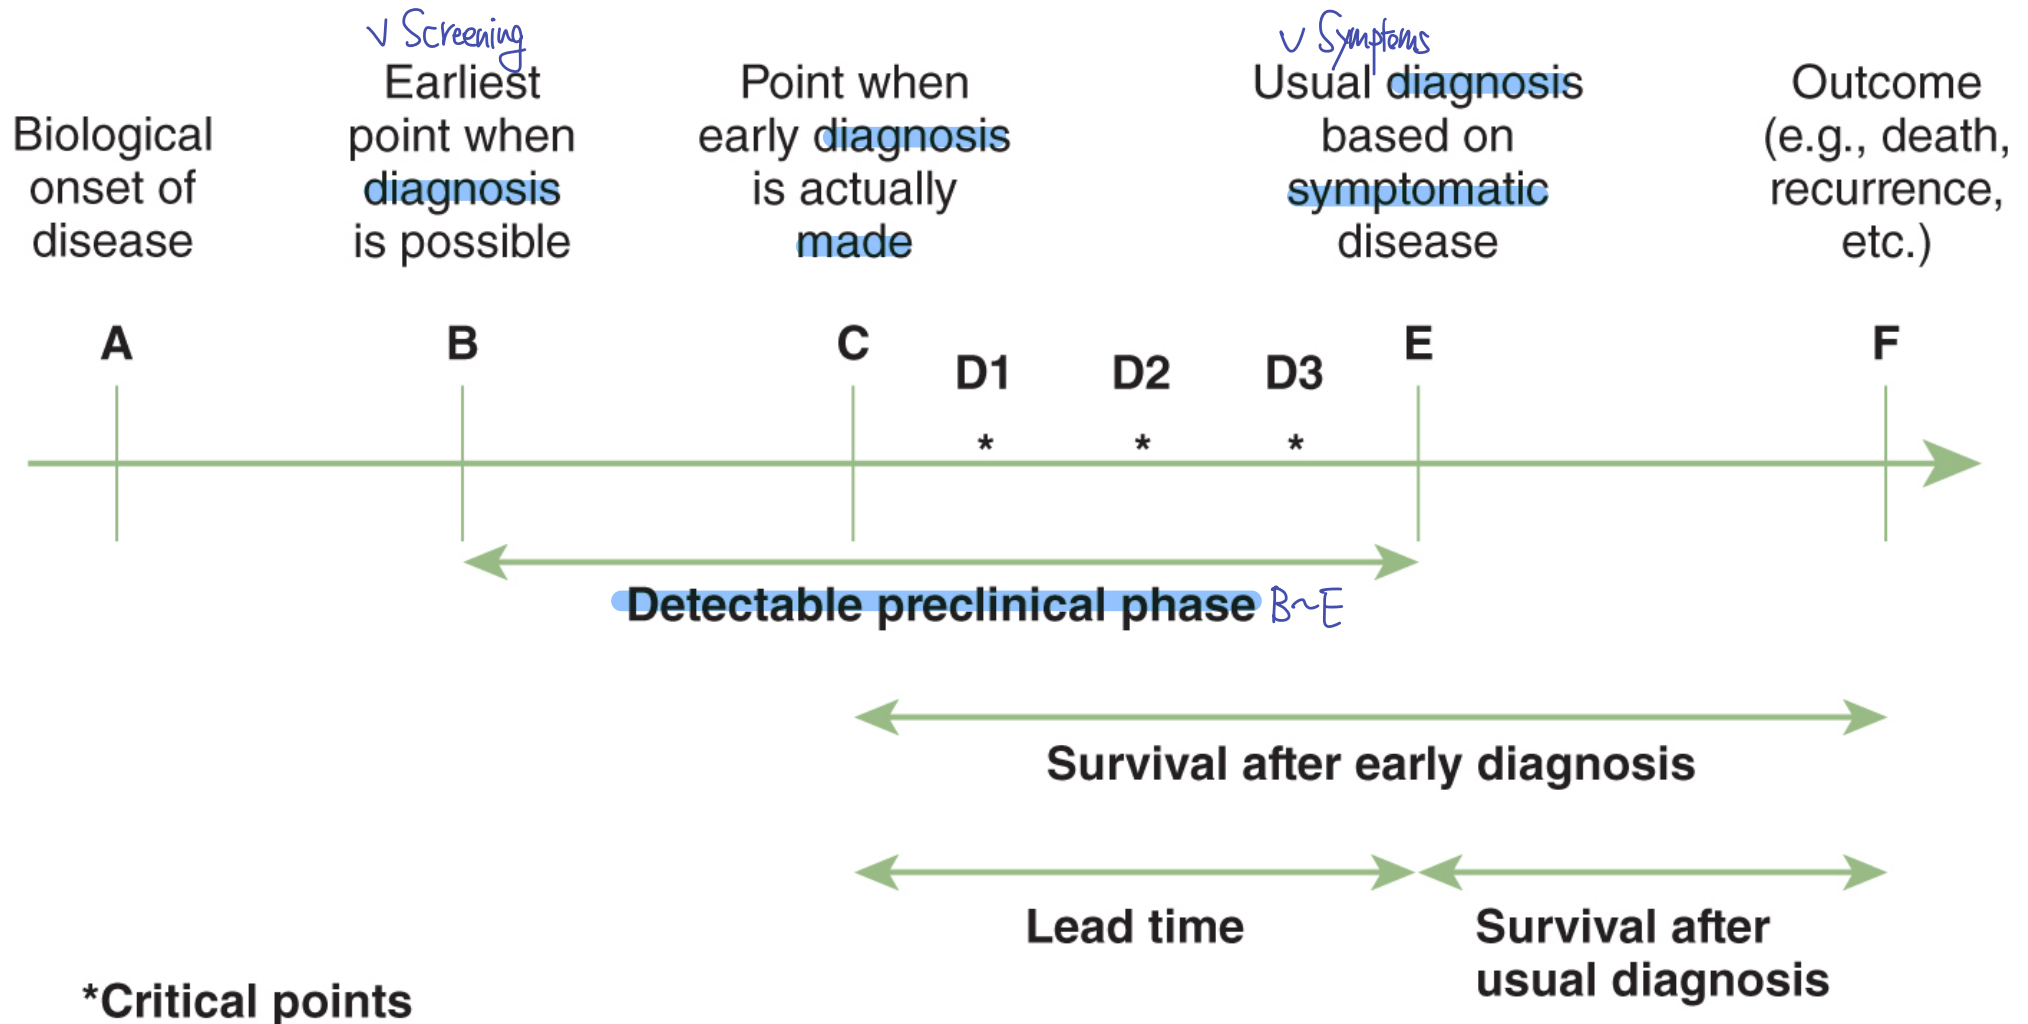 √ Screening
√ Symptoms
Biological
onset of
disease
Earliest
point when
diagnosis
is possible
Point when
early diagnosis
is actually
made
Usual diagnosis
based on
symptomatic
disease
Outcome
(e.g., death,
recurrence,
etc.)
A
B
C
D1
D2
D3
E
F
* * *
Detectable preclinical phase B~E
Survival after early diagnosis
Lead time
Survival after
usual diagnosis
*Critical points